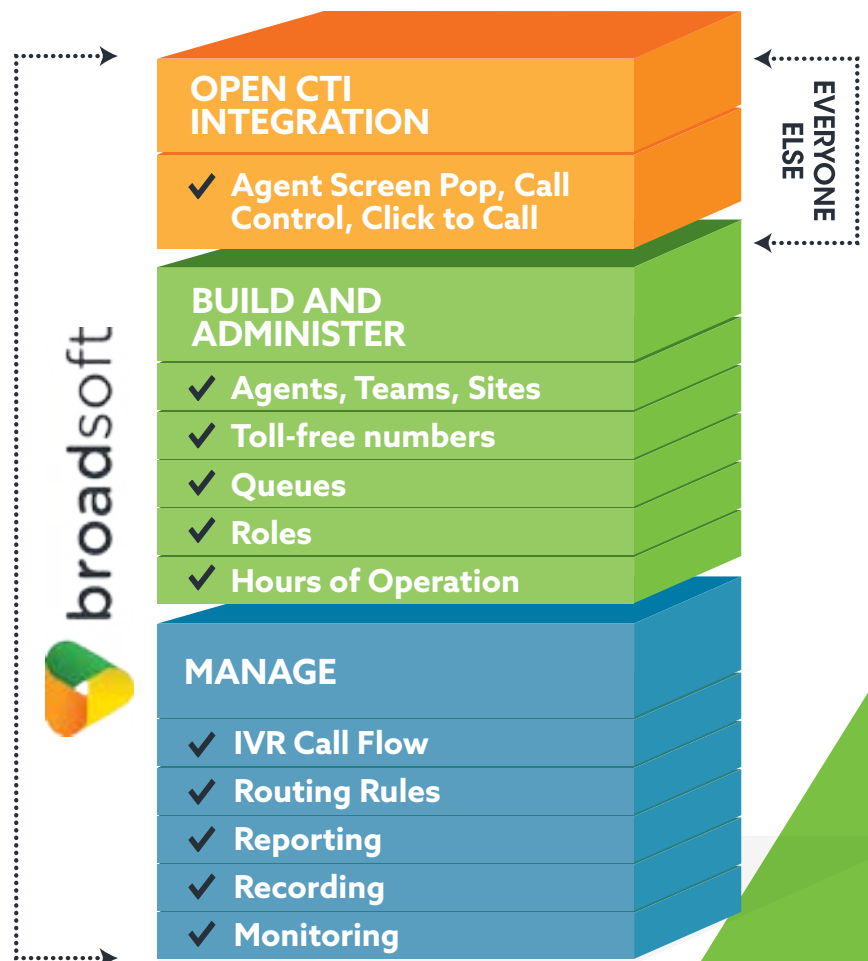 OPEN CTI
INTEGRATION
Agent Screen Pop, Call
Control, Click to Call
EVERYONE
ELSE
BUILD AND
ADMINISTER
Agents, Teams, Sites
Toll-free numbers
Queues
Roles
Hours of Operation
broadsoft
MANAGE
IVR Call Flow
Routing Rules
Reporting
Recording
Monitoring